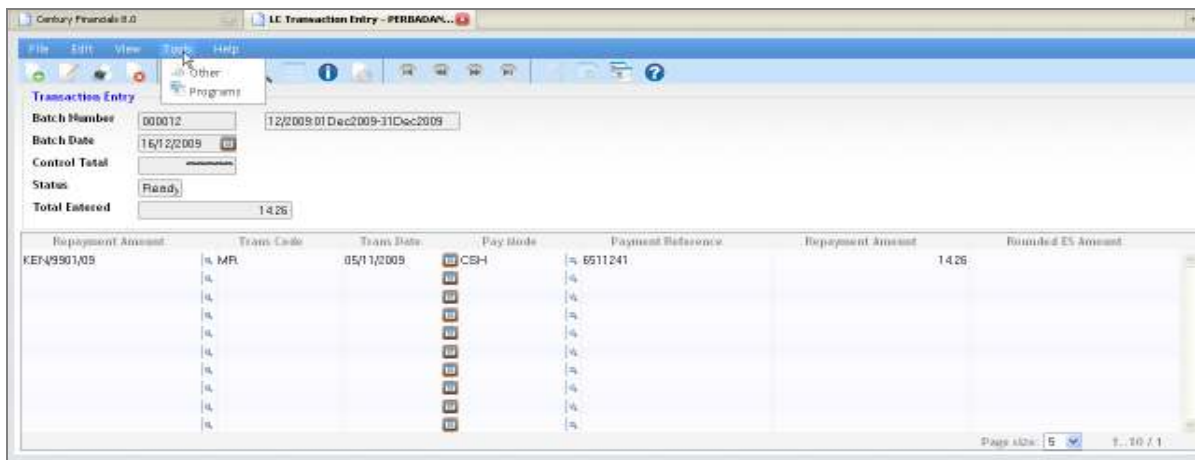 Century Financials 8.0 LC Transaction Entry - PERBADAN...
File Edit View Tools Help
Other
Programs
Transaction Entry
Batch Number 000012 12/2009:01Dec2009-31Dec2009
Batch Date 16/12/2009
Control Total
Status Ready
Total Entered 14.26
Repayment Amount Trans Code Trans Date Pay Mode Payment Reference Repayment Amount Rounded ES Amount
KEN/9901/09 MR 05/11/2009 CSH 6511241 14.26
Page size: 5 1..10 / 1